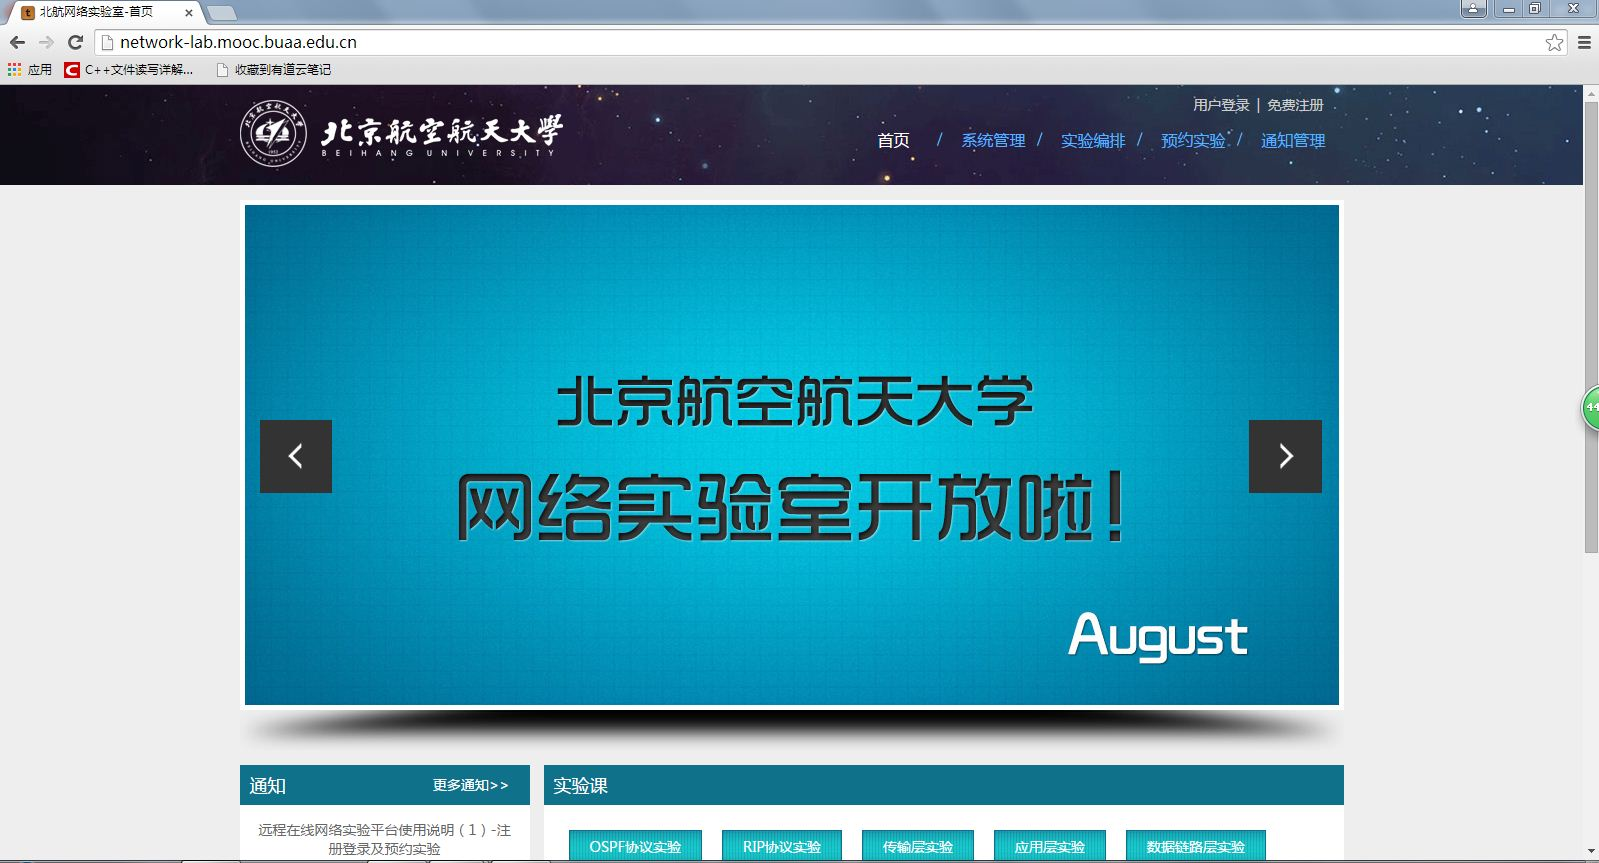 北航网络实验室-首页
network-lab.mooc.buaa.edu.cn
应用 C++文件读写详解... 收藏到有道云笔记
用户登录 | 免费注册
北京航空航天大學
BEIHANG UNIVERSITY
首页 / 系统管理 / 实验编排 / 预约实验 / 通知管理
北京航空航天大学
网络实验室开放啦!
August
44
通知 更多通知>>
实验课
远程在线网络实验平台使用说明（1）-注
册登录及预约实验
OSPF协议实验 RIP协议实验 传输层实验 应用层实验 数据链路层实验